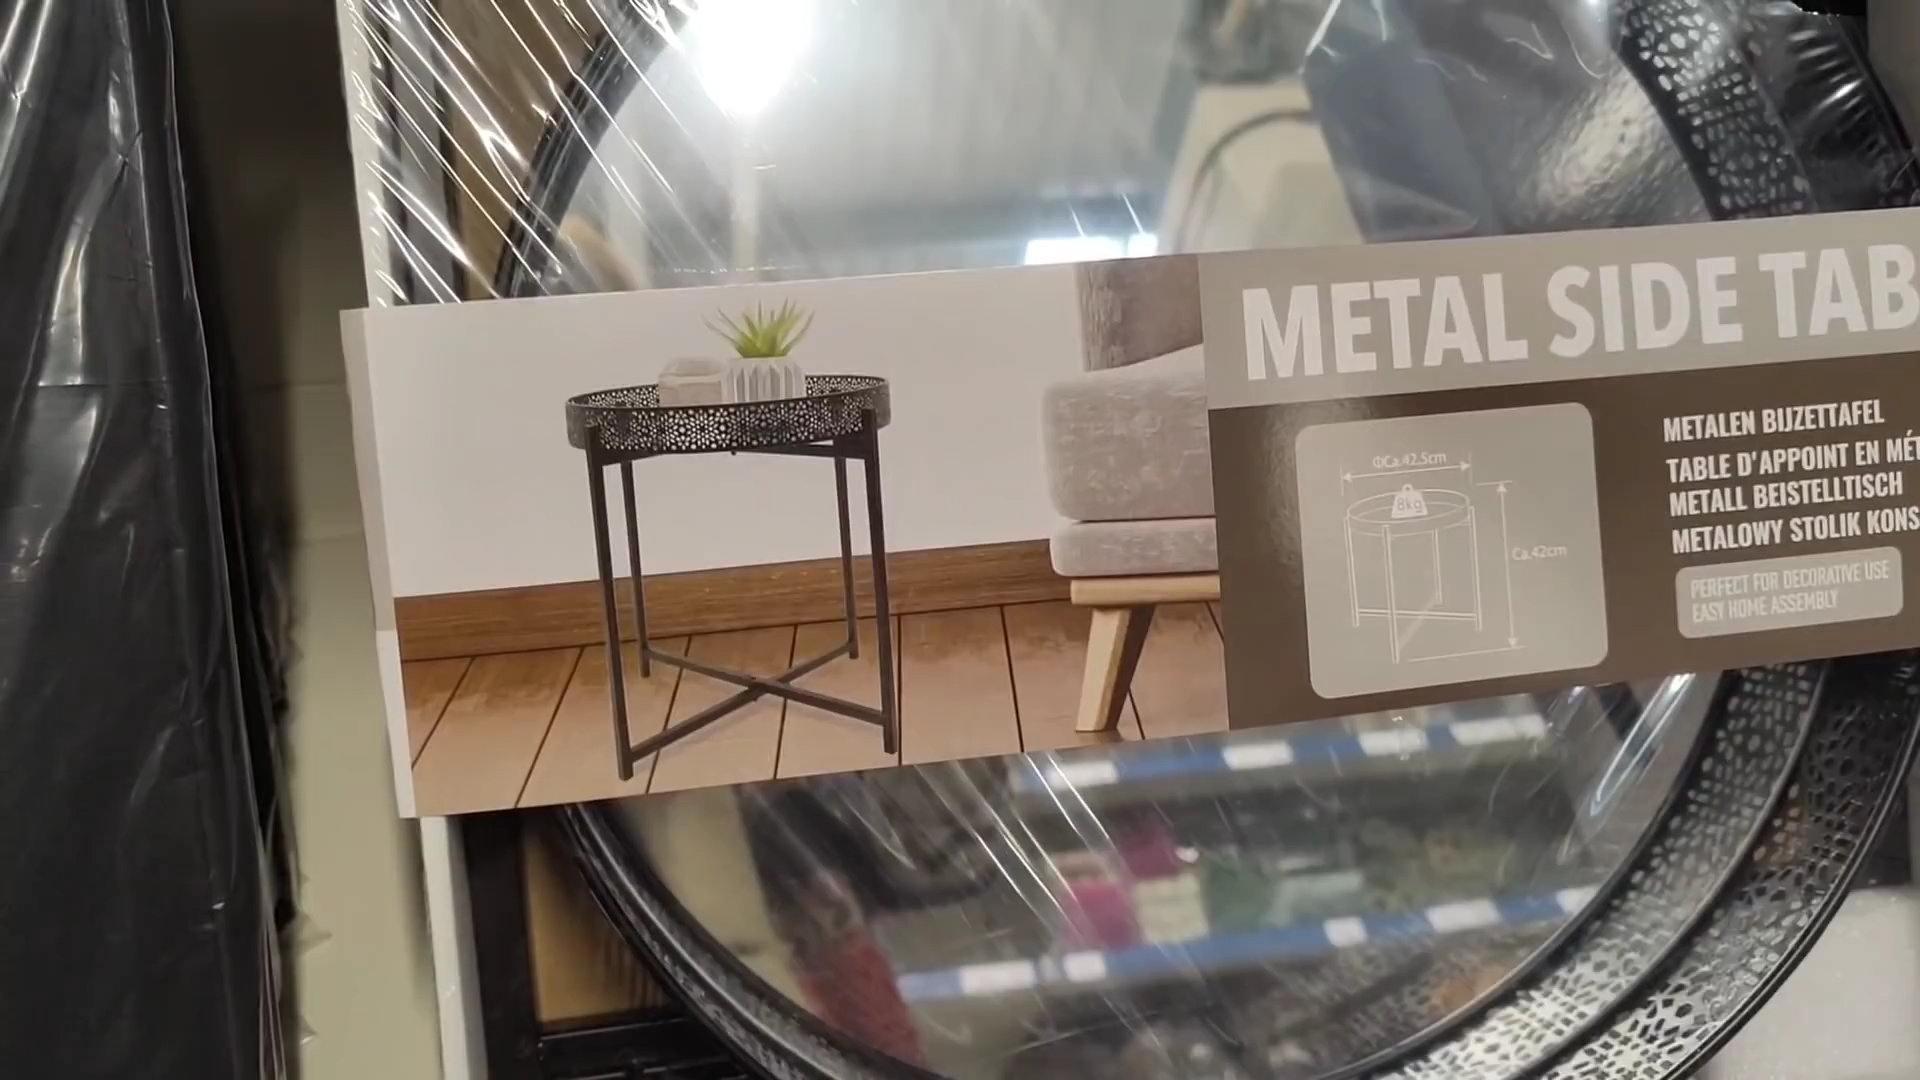 METAL SIDE TAB
METALEN BIJZETTAFEL
TABLE D'APPOINT EN MÉT
METALL BEISTELLTISCH
METALOWY STOLIK KONS
PERFECT FOR DECORATIVE USE
EASY HOME ASSEMBLY
ΦCa.42.5cm
8kg
Ca.42cm